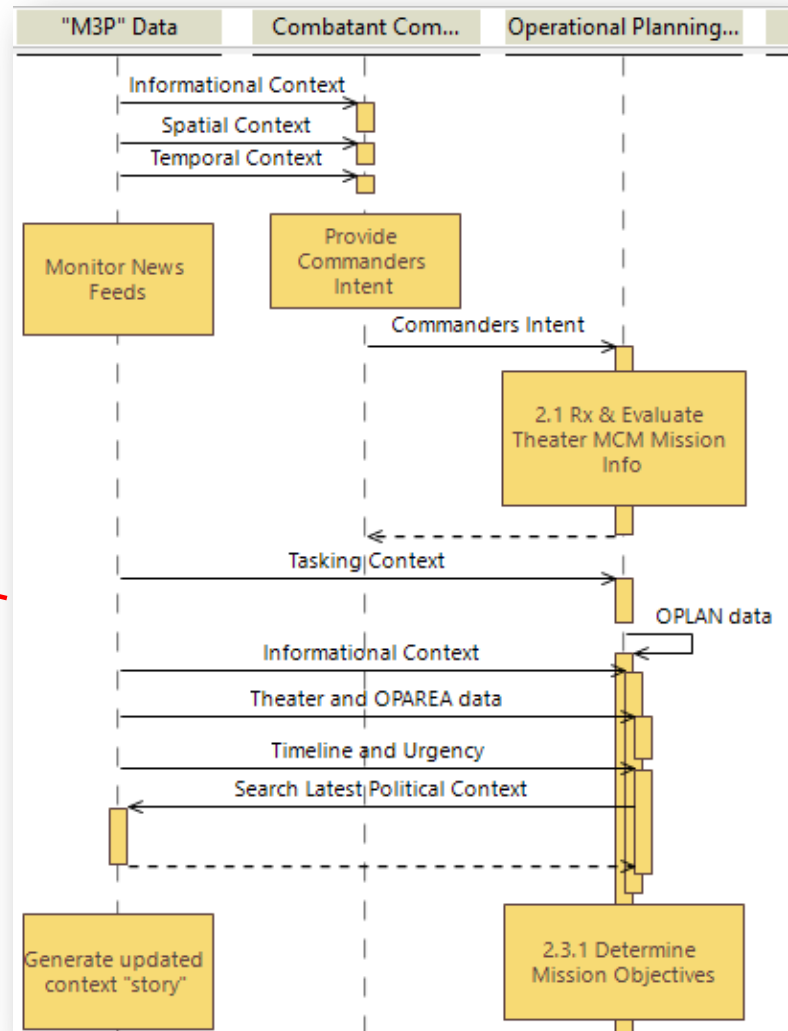 "M3P" Data
Combatant Com...
Operational Planning...
Informational Context
Spatial Context
Temporal Context
Monitor News
Feeds
Provide
Commanders
Intent
Commanders Intent
2.1 Rx & Evaluate
Theater MCM Mission
Info
Tasking Context
OPLAN data
Informational Context
Theater and OPAREA data
Timeline and Urgency
Search Latest Political Context
Generate updated
context "story"
2.3.1 Determine
Mission Objectives